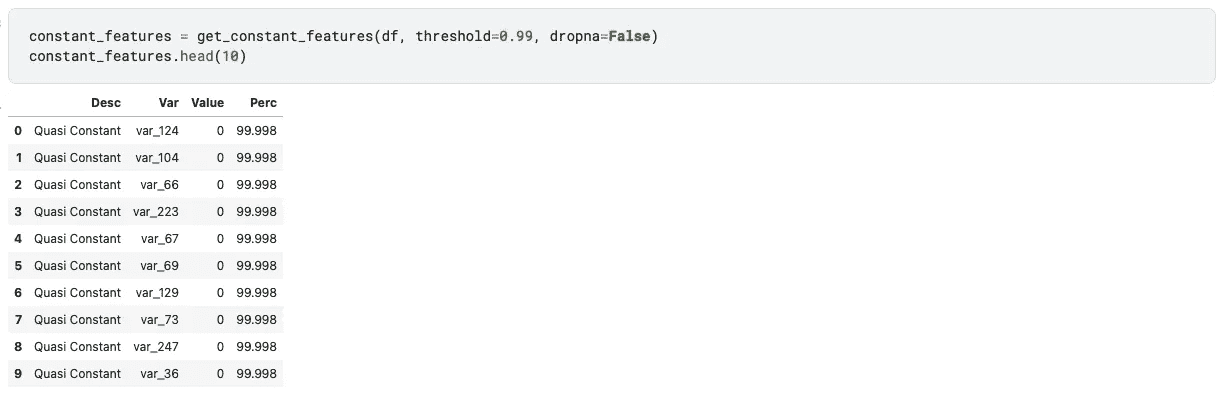 constant_features = get_constant_features(df, threshold=0.99, dropna=False)
constant_features.head(10)
Desc Var Value Perc
0 Quasi Constant var_124 0 99.998
1 Quasi Constant var_104 0 99.998
2 Quasi Constant var_66 0 99.998
3 Quasi Constant var_223 0 99.998
4 Quasi Constant var_67 0 99.998
5 Quasi Constant var_69 0 99.998
6 Quasi Constant var_129 0 99.998
7 Quasi Constant var_73 0 99.998
8 Quasi Constant var_247 0 99.998
9 Quasi Constant var_36 0 99.998